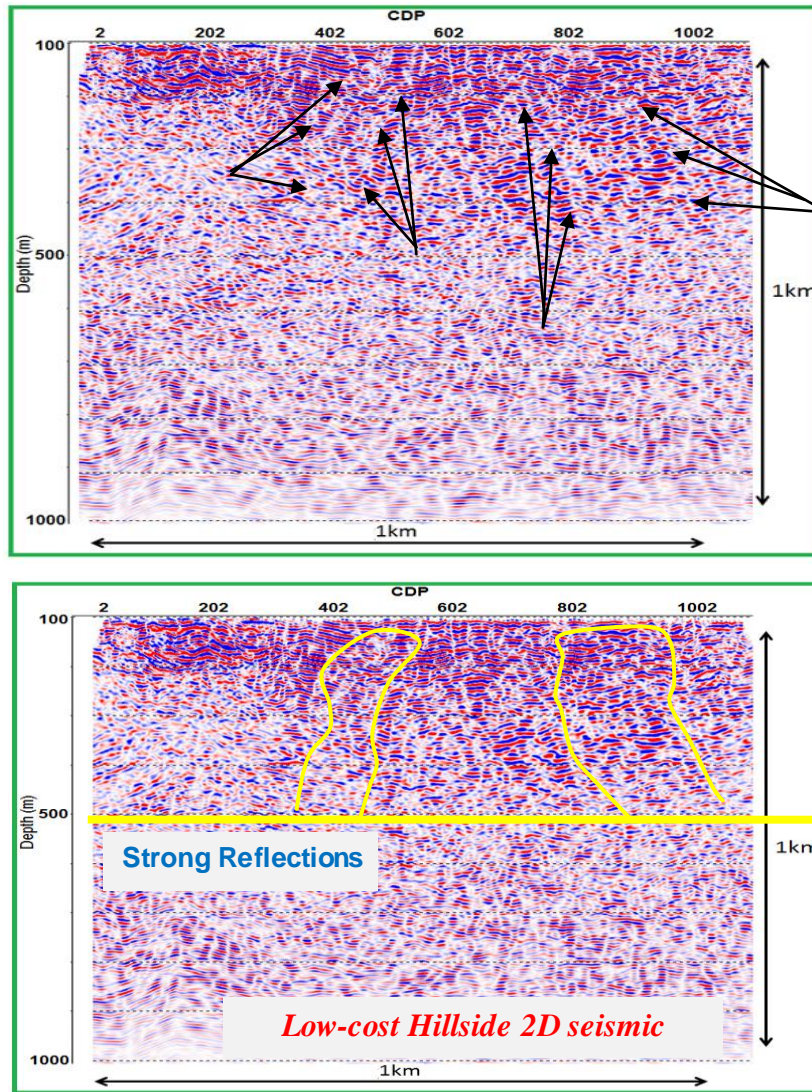 CDP
2 202 402 602 802 1002
100
500
Depth (m)
1km
1000
1km
CDP
2 202 402 602 802 1002
100
500
Depth (m)
Strong Reflections
1km
Low-cost Hillside 2D seismic
1000
1km